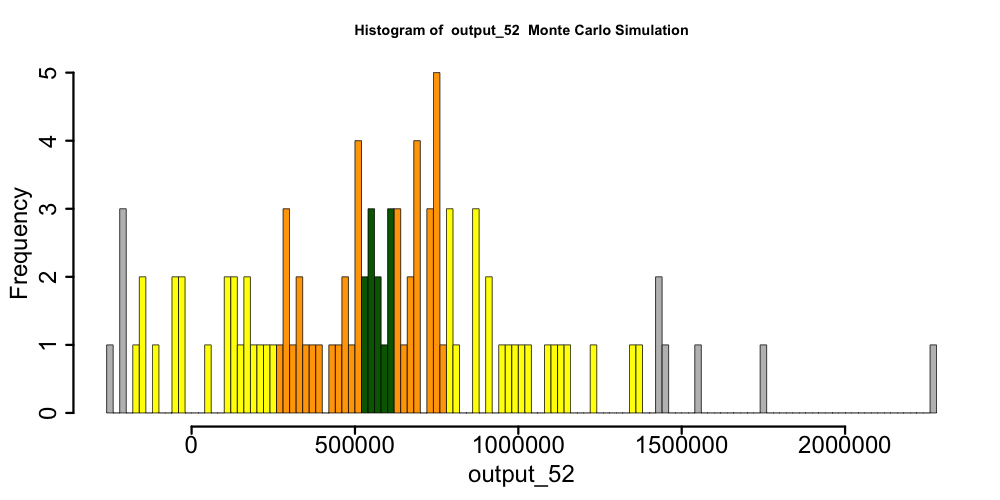 Histogram of  output_52  Monte Carlo Simulation
Frequency
5
4
3
2
1
0
0 500000 1000000 1500000 2000000
output_52